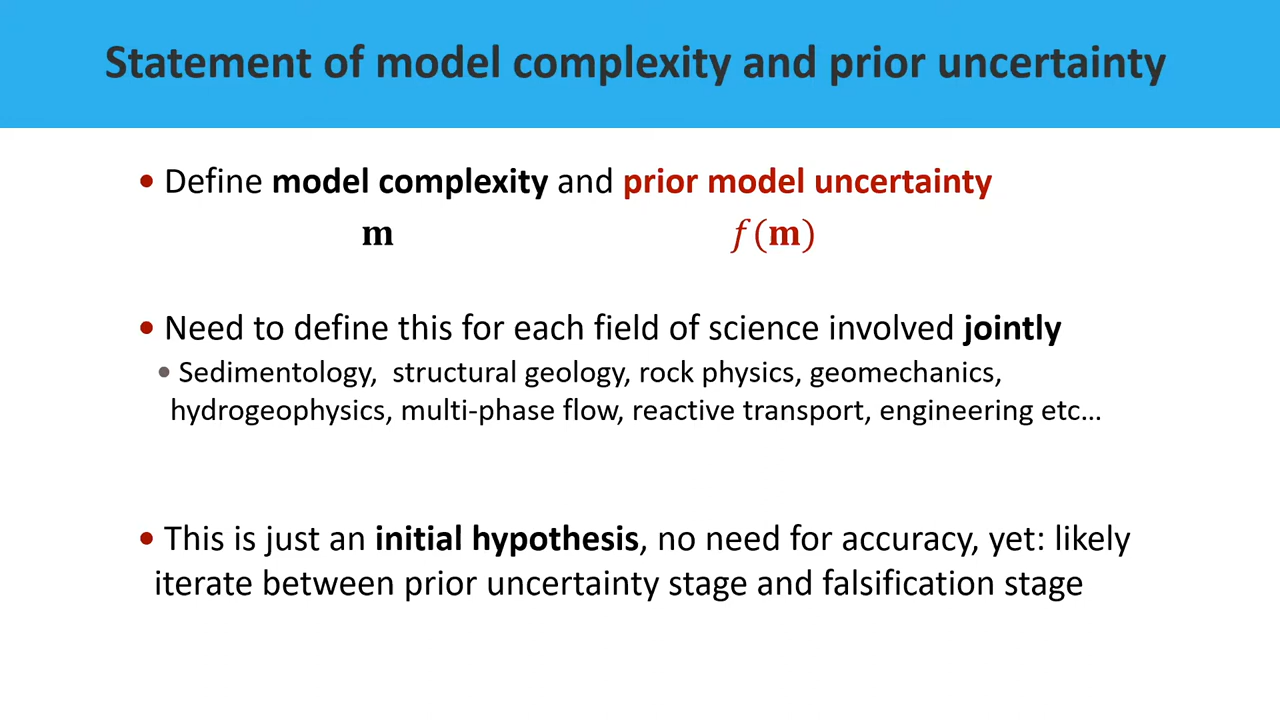 Statement of model complexity and prior uncertainty
• Define model complexity and prior model uncertainty
m f(m)
• Need to define this for each field of science involved jointly
• Sedimentology, structural geology, rock physics, geomechanics,
hydrogeophysics, multi-phase flow, reactive transport, engineering etc…
• This is just an initial hypothesis, no need for accuracy, yet: likely
iterate between prior uncertainty stage and falsification stage